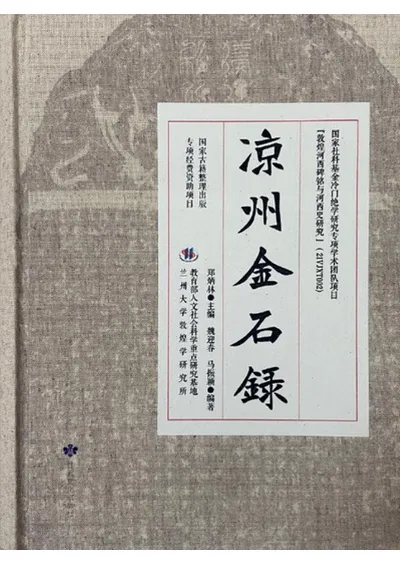 国家社科基金冷门绝学研究专项学术团队项目
『敦煌河西碑铭与河西史研究』（21VJXT002）
凉州金石録
郑炳林●主编 魏迎春 马振颖●编著
教育部人文社会科学重点研究基地
兰州大学敦煌学研究所
国家古籍整理出版
专项经费资助项目